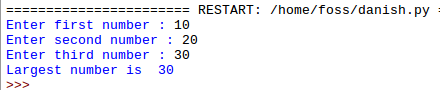 ======================= RESTART: /home/foss/danish.py =
Enter first number : 10
Enter second number : 20
Enter third number : 30
Largest number is  30
>>>